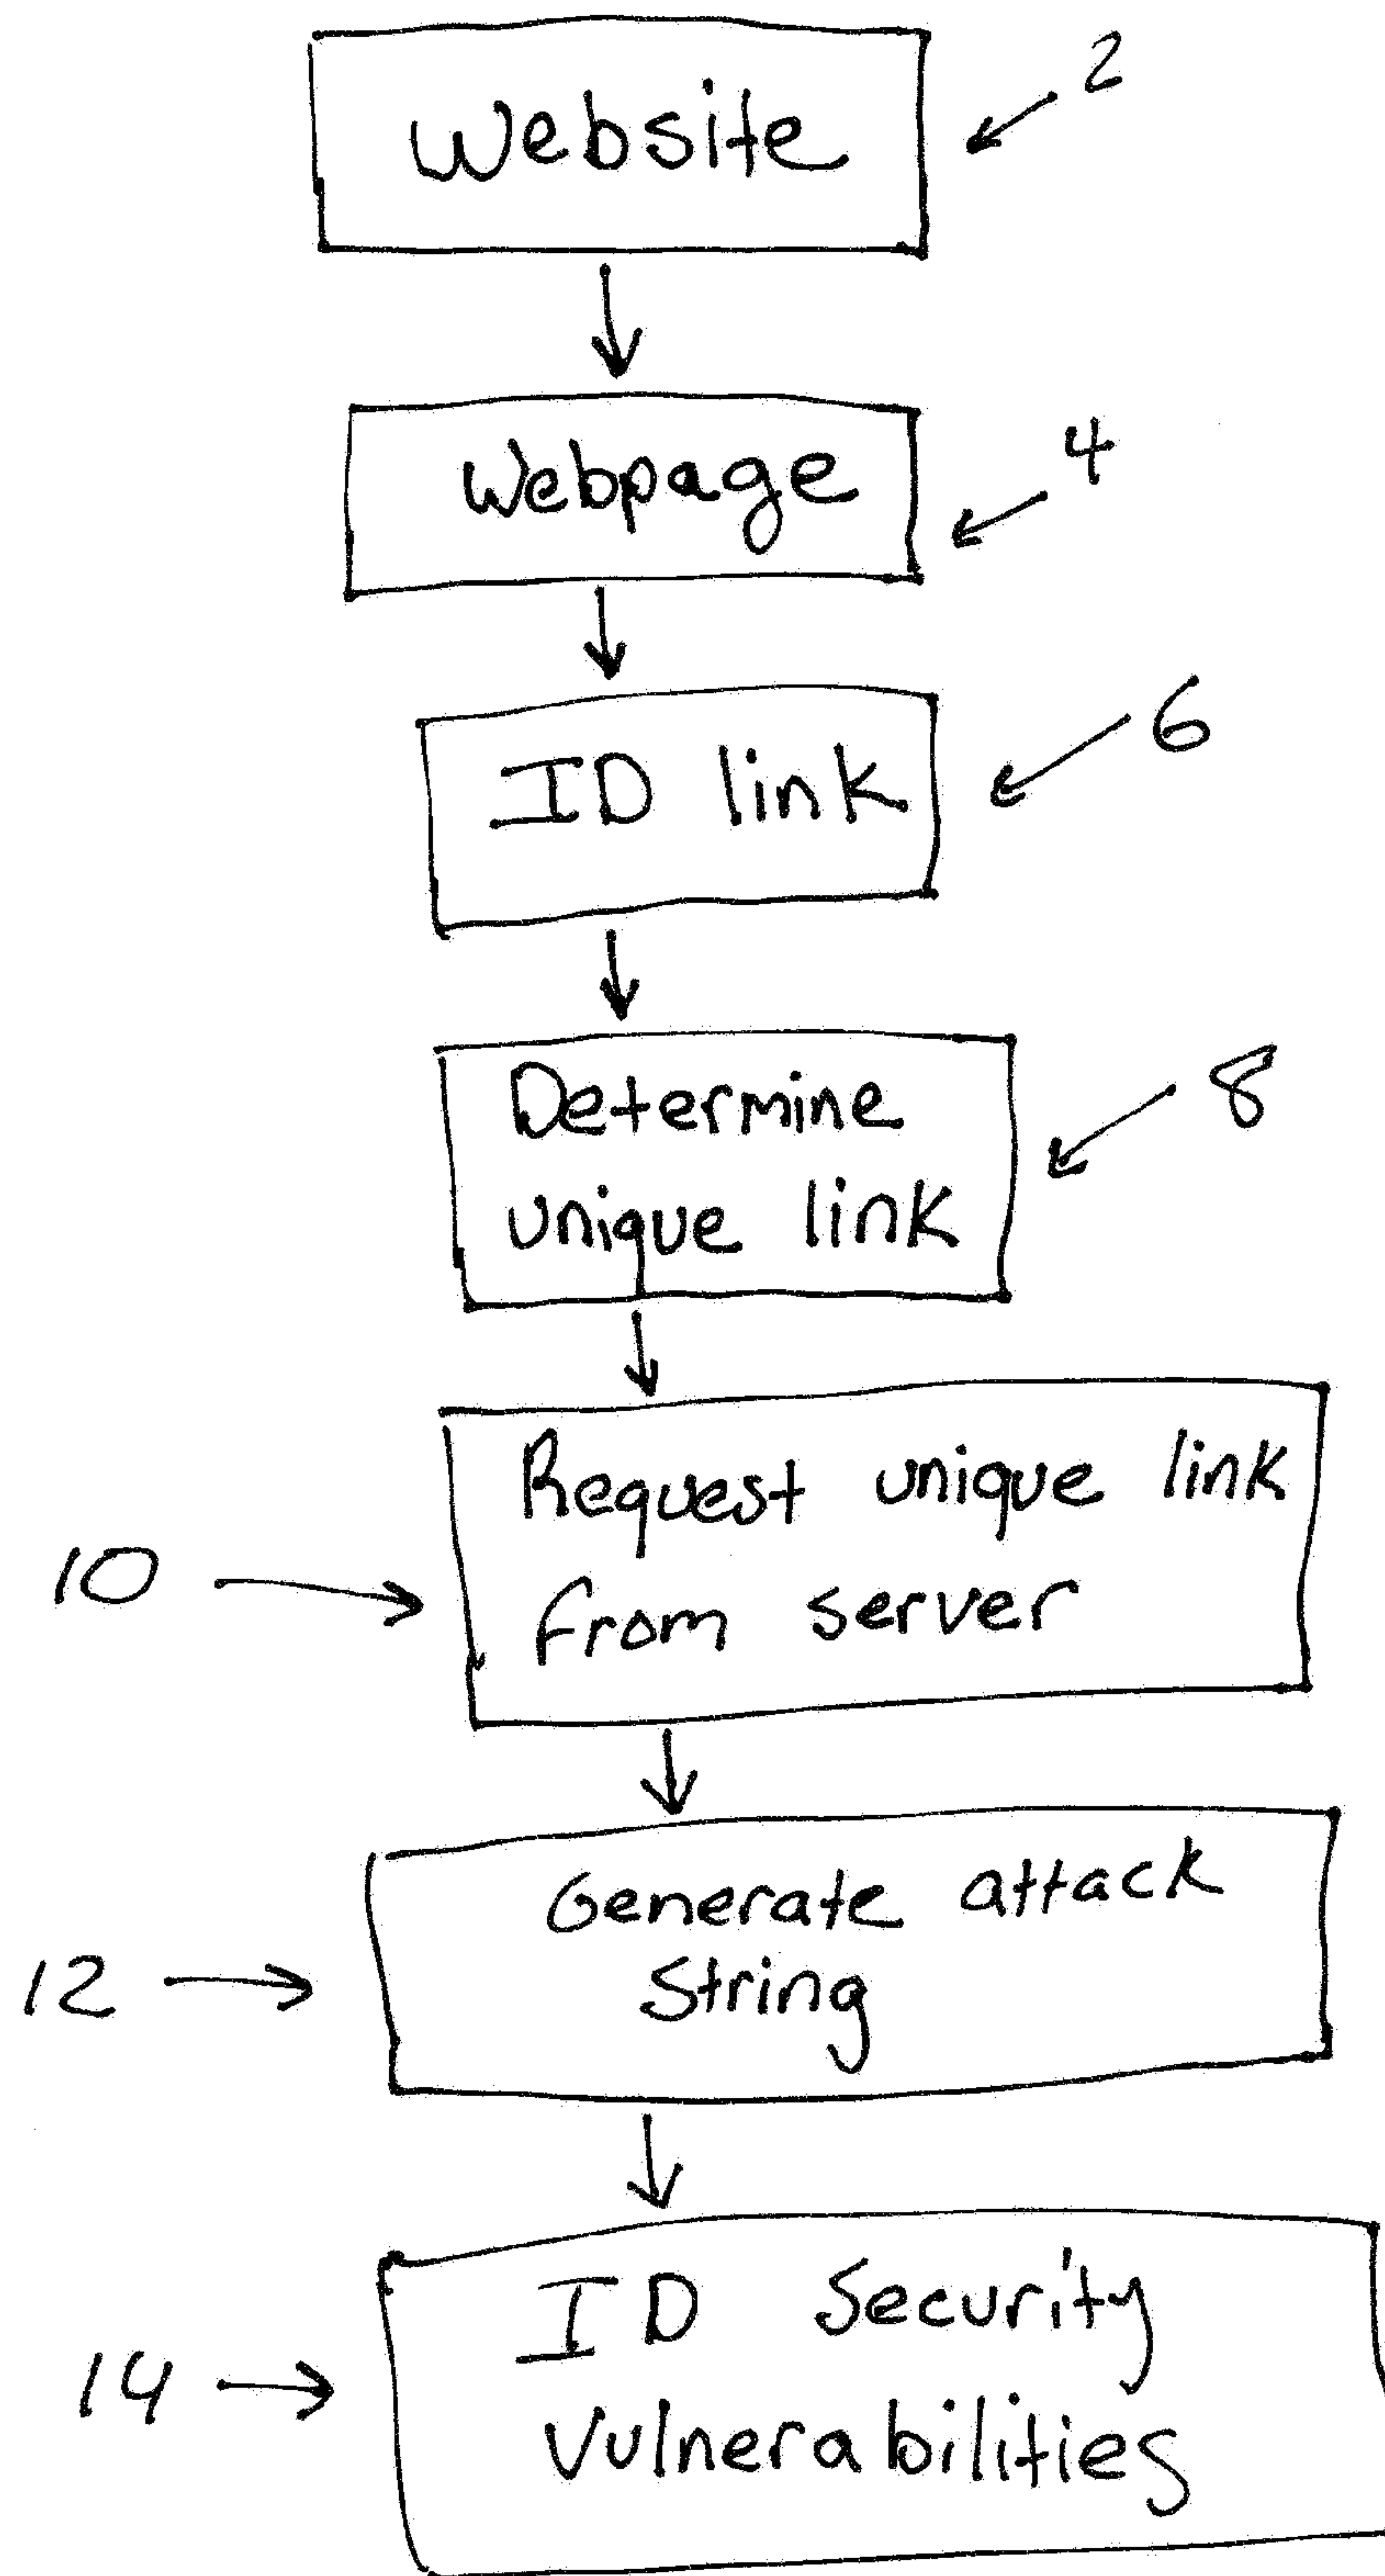 Website
2
Webpage
4
ID link
6
Determine
unique link
8
Request unique link
from server
10
Generate attack
String
12
ID Security
Vulnerabilities
14